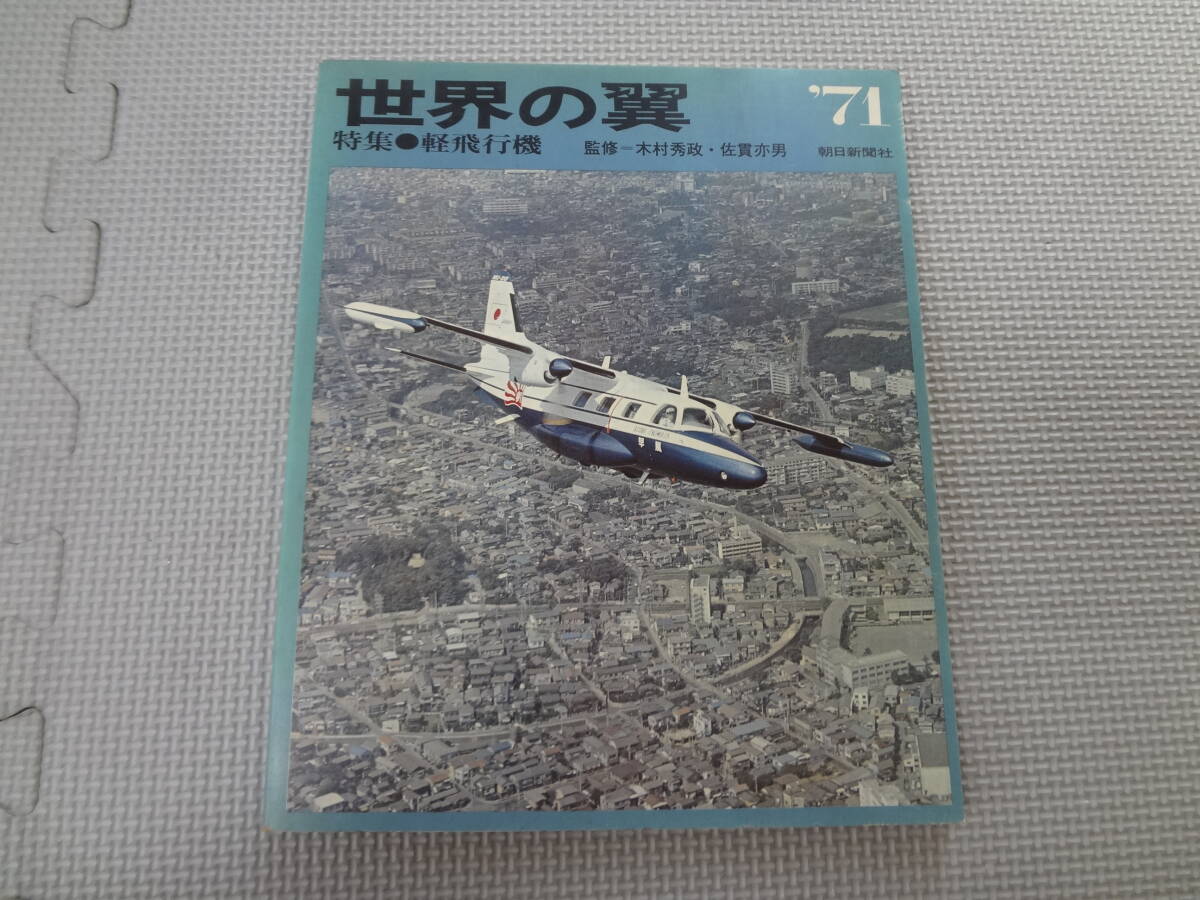 世界の翼
'71
特集●軽飛行機
監修=木村秀政・佐貫亦男
朝日新聞社